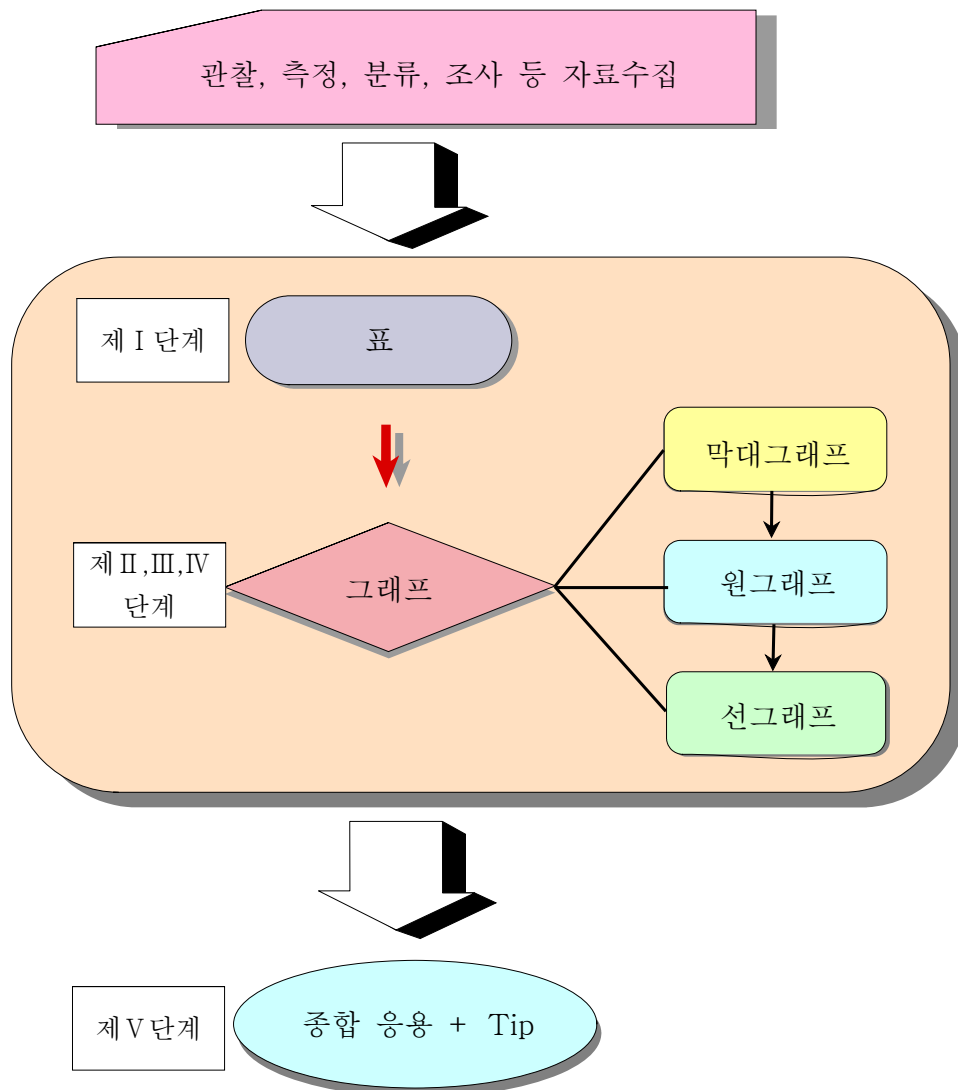 관찰, 측정, 분류, 조사 등 자료수집
제Ⅰ단계
표
막대그래프
제Ⅱ,Ⅲ,Ⅳ
단계
그래프
원그래프
선그래프
제Ⅴ단계
종합 응용 + Tip